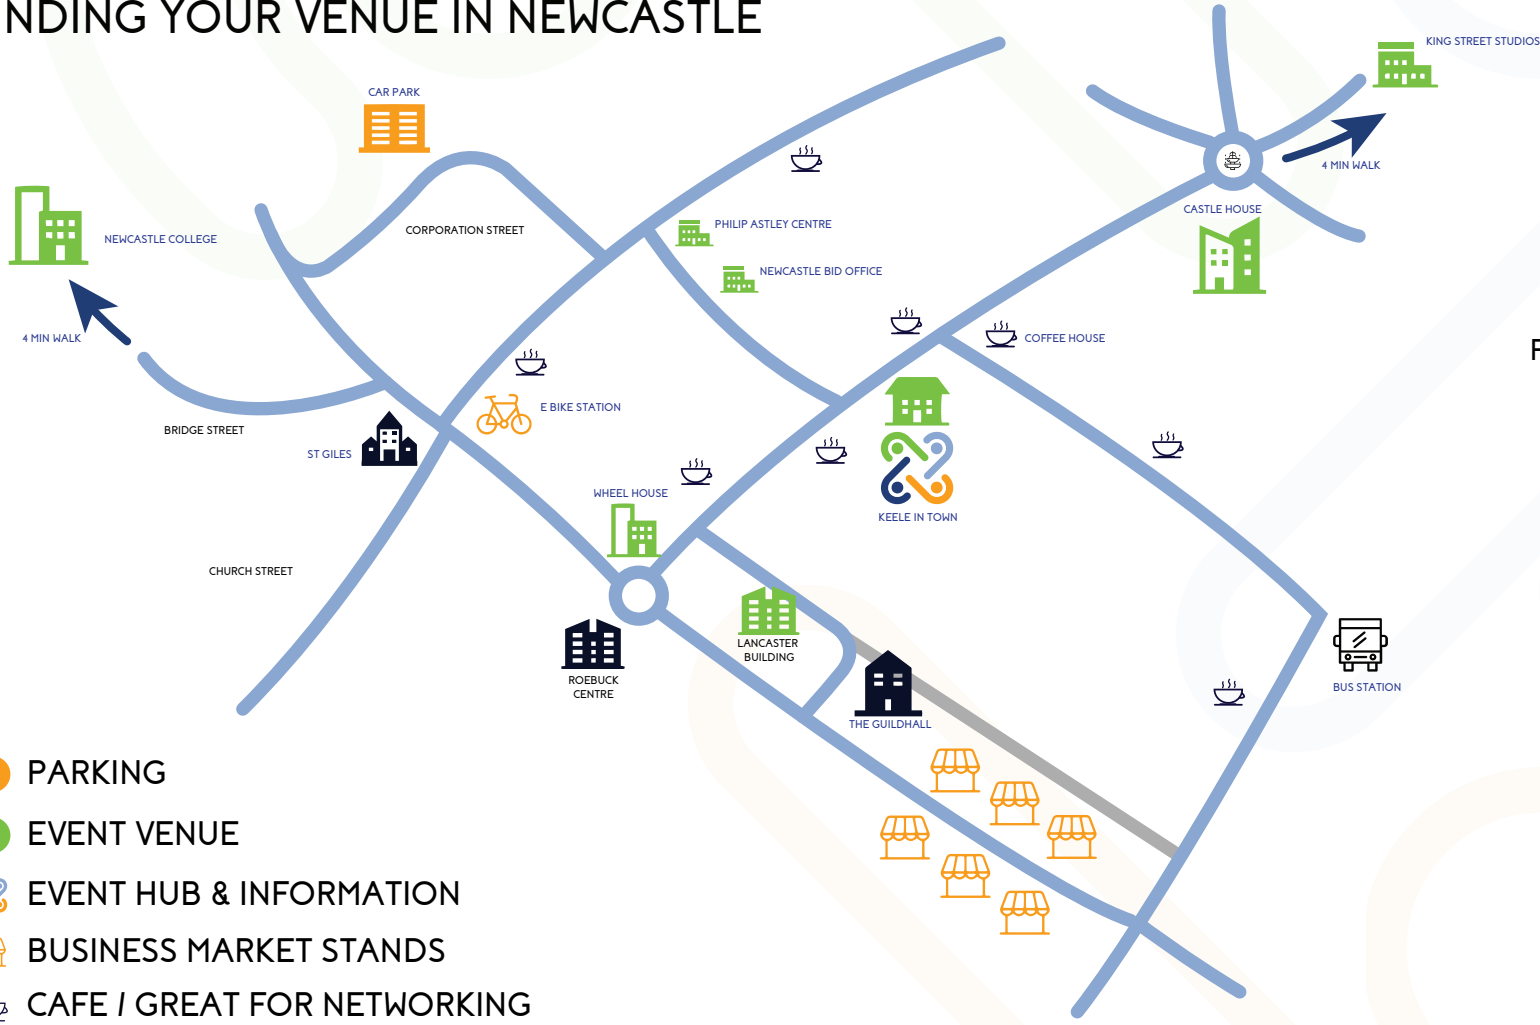 NDING YOUR VENUE IN NEWCASTLE
KING STREET STUDIOS
CAR PARK
4 MIN WALK
CASTLE HOUSE
PHILIP ASTLEY CENTRE
CORPORATION STREET
NEWCASTLE COLLEGE
NEWCASTLE BID OFFICE
4 MIN WALK
COFFEE HOUSE
E BIKE STATION
BRIDGE STREET
ST GILES
WHEEL HOUSE
KEELE IN TOWN
CHURCH STREET
LANCASTER
BUILDING
ROEBUCK
CENTRE
BUS STATION
THE GUILDHALL
PARKING
EVENT VENUE
EVENT HUB & INFORMATION
BUSINESS MARKET STANDS
CAFE / GREAT FOR NETWORKING